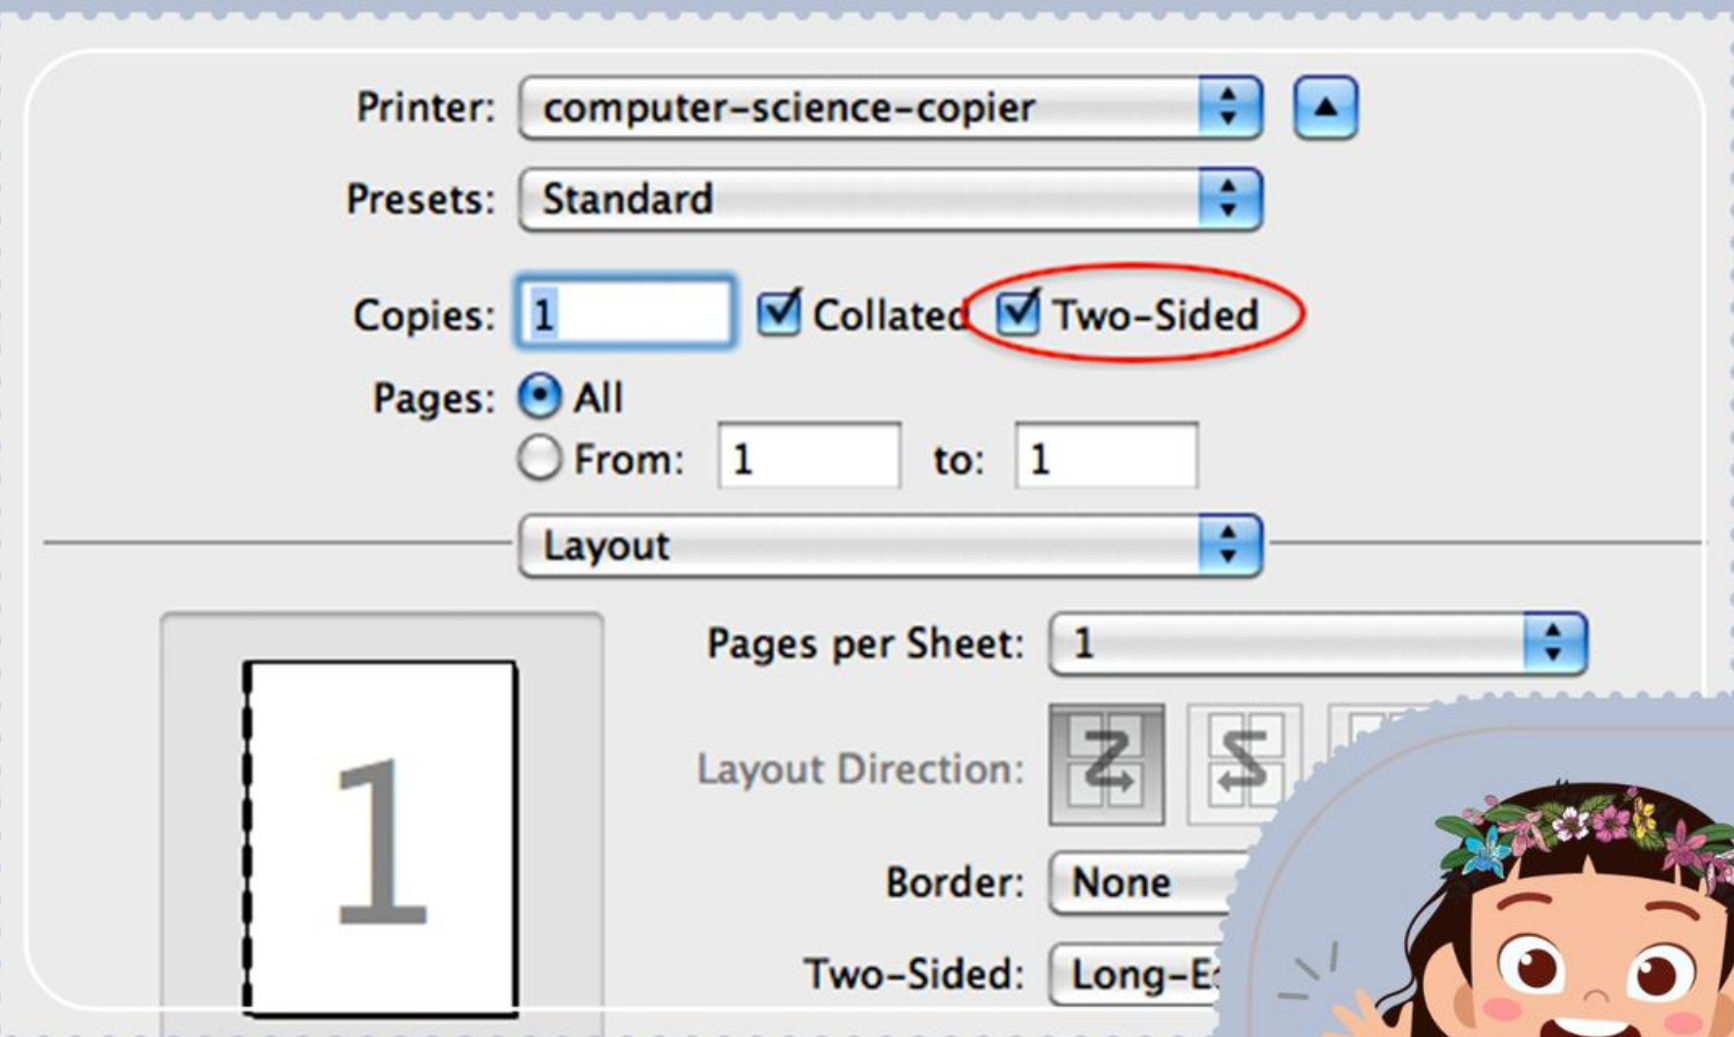 Printer: computer-science-copier
Presets: Standard
Copies: 1 Collated Two-Sided
Pages: All
From: 1 to: 1
Layout
Pages per Sheet: 1
1
Layout Direction:
Border: None
Two-Sided: